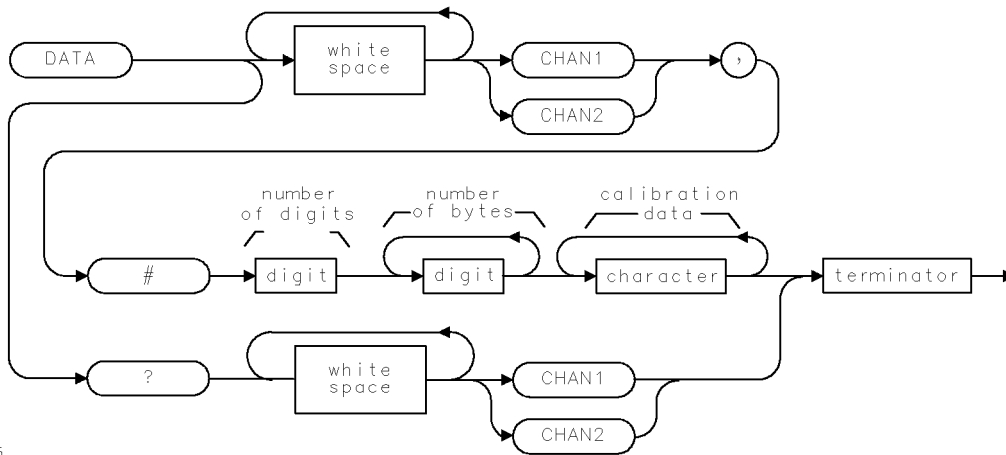 DATA
white
space
CHAN1
,
CHAN2
number
of digits
number
of bytes
calibration
data
#
digit
digit
character
terminator
?
white
space
CHAN1
CHAN2